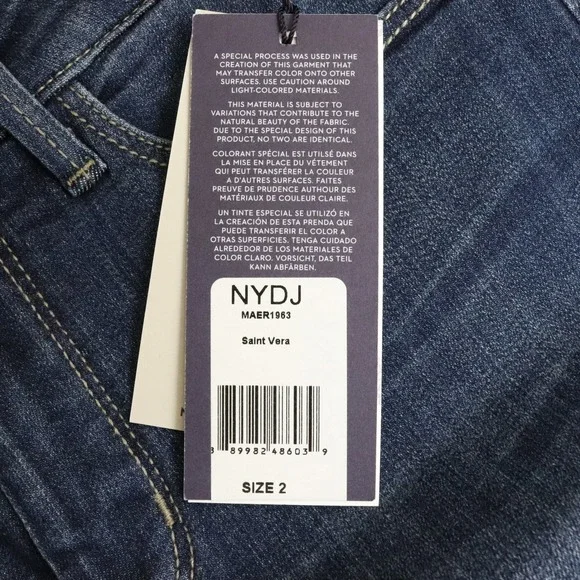 A SPECIAL PROCESS WAS USED IN THE
CREATION OF THIS GARMENT THAT
MAY TRANSFER COLOR ONTO OTHER
SURFACES. USE CAUTION AROUND
LIGHT-COLORED MATERIALS.
THIS MATERIAL IS SUBJECT TO
VARIATIONS THAT CONTRIBUTE TO THE
NATURAL BEAUTY OF THE FABRIC.
DUE TO THE SPECIAL DESIGN OF THIS
PRODUCT, NO TWO ARE IDENTICAL.
COLORANT SPÉCIAL EST UTILSÉ DANS
LA MISE EN PLACE DU VÊTEMENT
QUI PEUT TRANSFÉRER LA COULEUR
A D'AUTRES SURFACES. FAITES
PREUVE DE PRUDENCE AUTHOUR DES
MATÉRIAUX DE COULEUR CLAIRE.
UN TINTE ESPECIAL SE UTILIZÓ EN
LA CREACIÓN DE ESTA PRENDA QUE
PUEDE TRANSFERIR EL COLOR A
OTRAS SUPERFICIES. TENGA CUIDADO
ALREDEDOR DE LOS MATERIALES DE
COLOR CLARO. VORSICHT, DAS TEIL
KANN ABFÄRBEN.
NYDJ
MAER1963
Saint Vera
8 89982 48603 9
SIZE 2